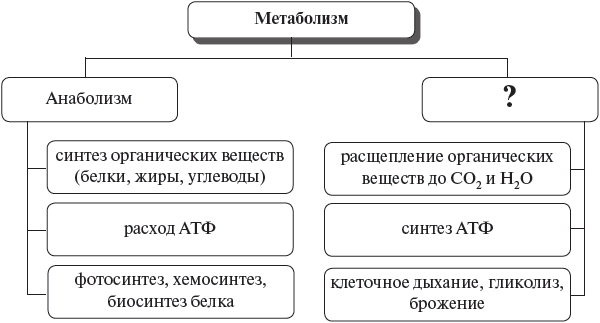 Метаболизм
Анаболизм
?
синтез органических веществ
(белки, жиры, углеводы)
расщепление органических
веществ до CO₂ и H₂O
расход АТФ
синтез АТФ
фотосинтез, хемосинтез,
биосинтез белка
клеточное дыхание, гликолиз,
брожение